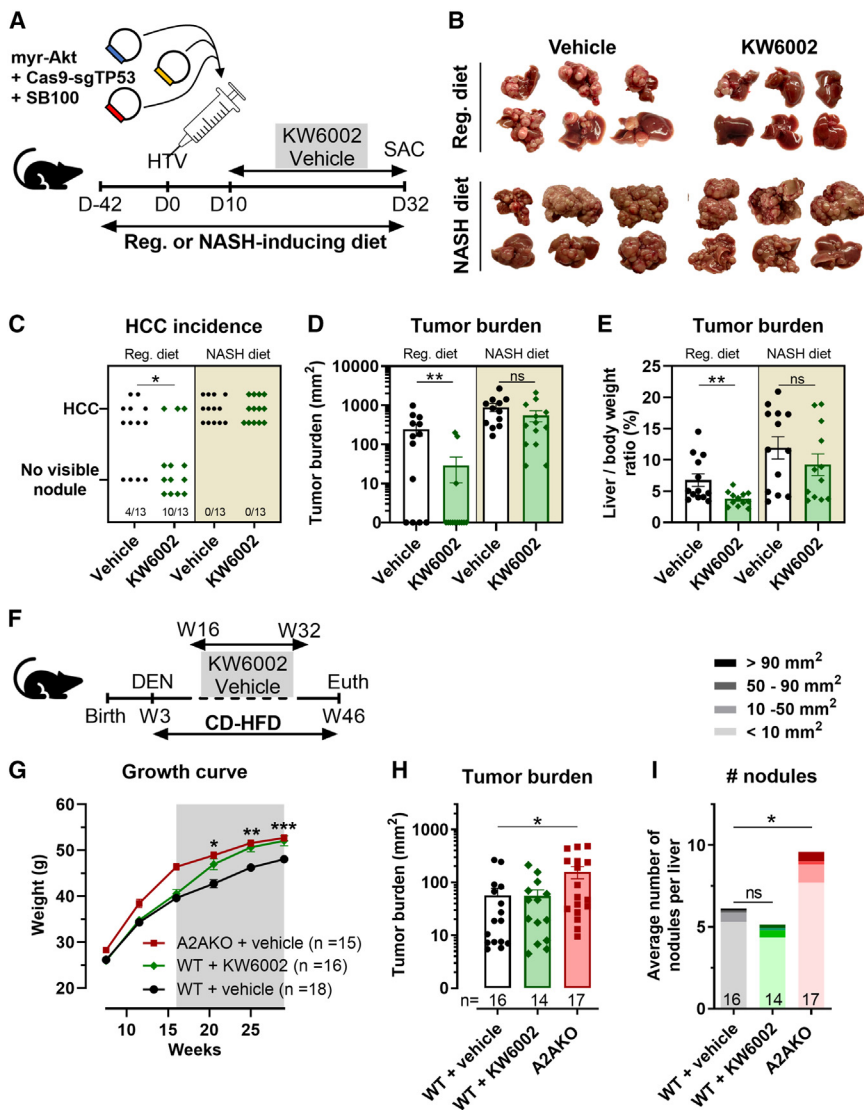 A
myr-Akt
+ Cas9-sgTP53
+ SB100
HTV
KW6002
Vehicle
SAC
D-42
D0
D10
D32
Reg. or NASH-inducing diet
B
Vehicle
KW6002
Reg. diet
NASH diet
C
HCC incidence
Reg. diet
NASH diet
*
HCC
No visible
nodule
4/13
10/13
0/13
0/13
Vehicle
KW6002
Vehicle
KW6002
D
Tumor burden
Reg. diet
NASH diet
**
ns
Tumor burden (mm²)
10000
1000
100
10
0
Vehicle
KW6002
Vehicle
KW6002
E
Tumor burden
Reg. diet
NASH diet
**
ns
Liver / body weight
ratio (%)
25
20
15
10
5
0
Vehicle
KW6002
Vehicle
KW6002
F
W16
W32
KW6002
Vehicle
DEN
Euth
Birth
W3
W46
CD-HFD
> 90 mm²
50 - 90 mm²
10 -50 mm²
< 10 mm²
G
Growth curve
Weight (g)
60
50
40
30
20
*
**
***
A2AKO + vehicle (n =15)
WT + KW6002 (n =16)
WT + vehicle (n =18)
10
15
20
25
Weeks
H
Tumor burden
*
Tumor burden (mm²)
1000
100
10
0
n=
16
14
17
WT + vehicle
WT + KW6002
A2AKO
I
# nodules
*
ns
Average number of
nodules per liver
10
5
0
16
14
17
WT + vehicle
WT + KW6002
A2AKO